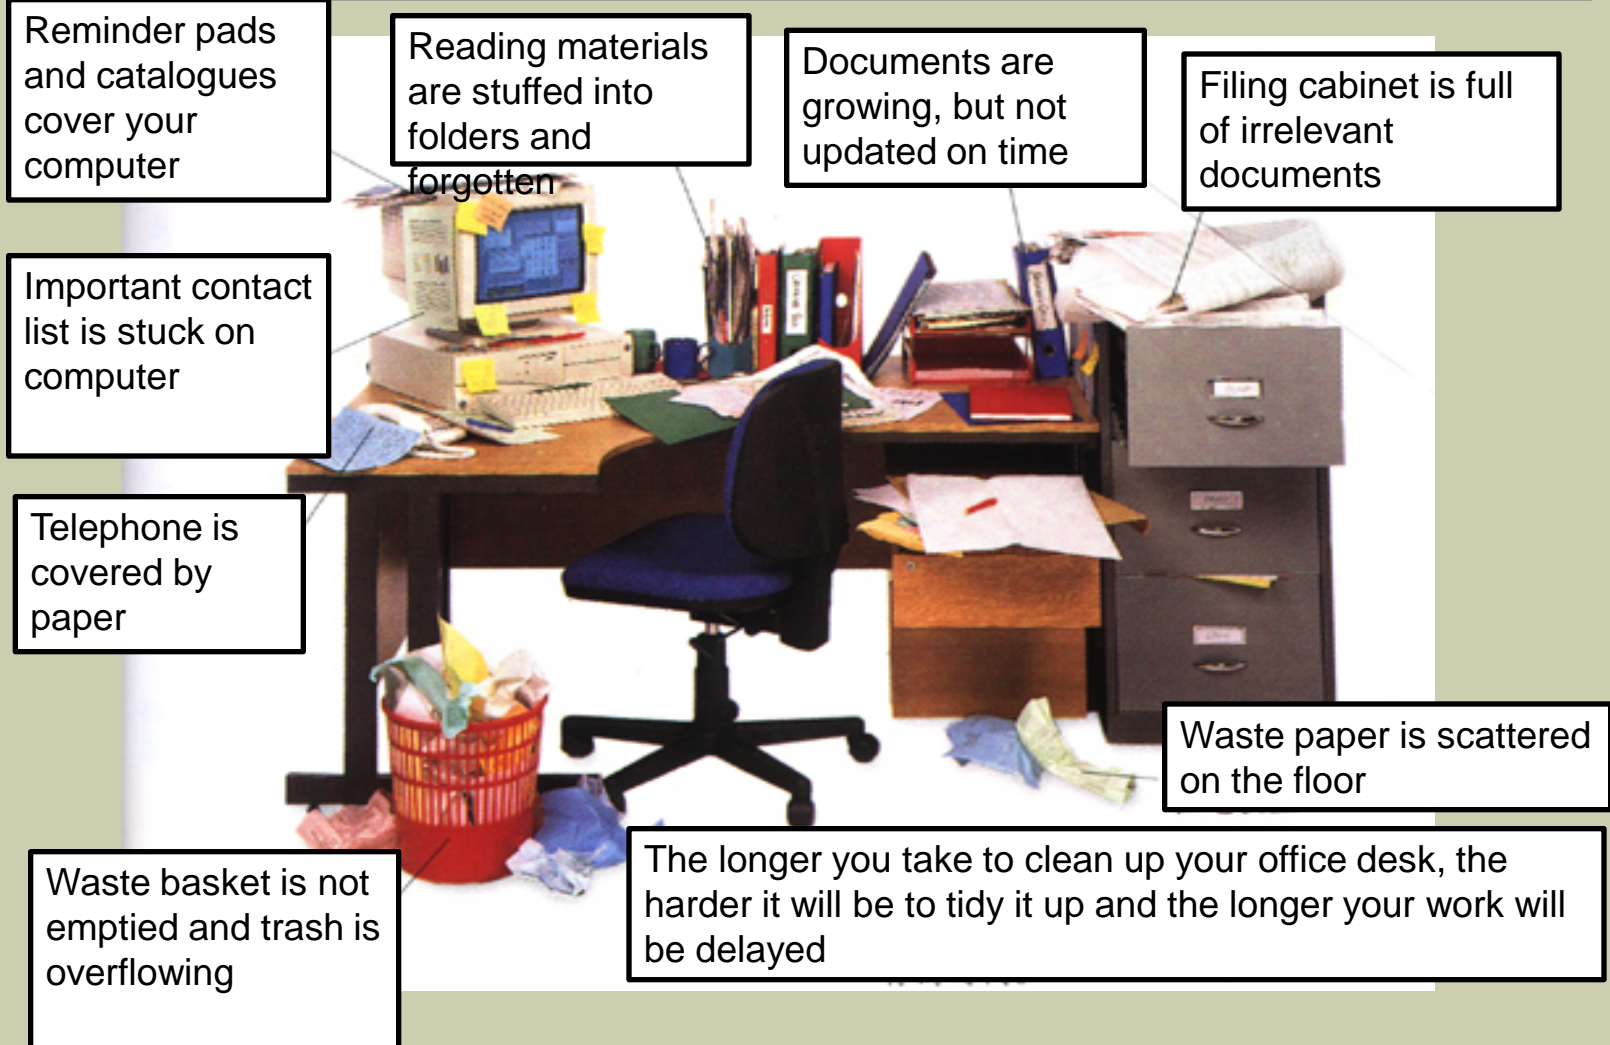 Reminder pads
and catalogues
cover your
computer
Reading materials
are stuffed into
folders and
forgotten
Documents are
growing, but not
updated on time
Filing cabinet is full
of irrelevant
documents
Important contact
list is stuck on
computer
Telephone is
covered by
paper
Waste paper is scattered
on the floor
Waste basket is not
emptied and trash is
overflowing
The longer you take to clean up your office desk, the
harder it will be to tidy it up and the longer your work will
be delayed